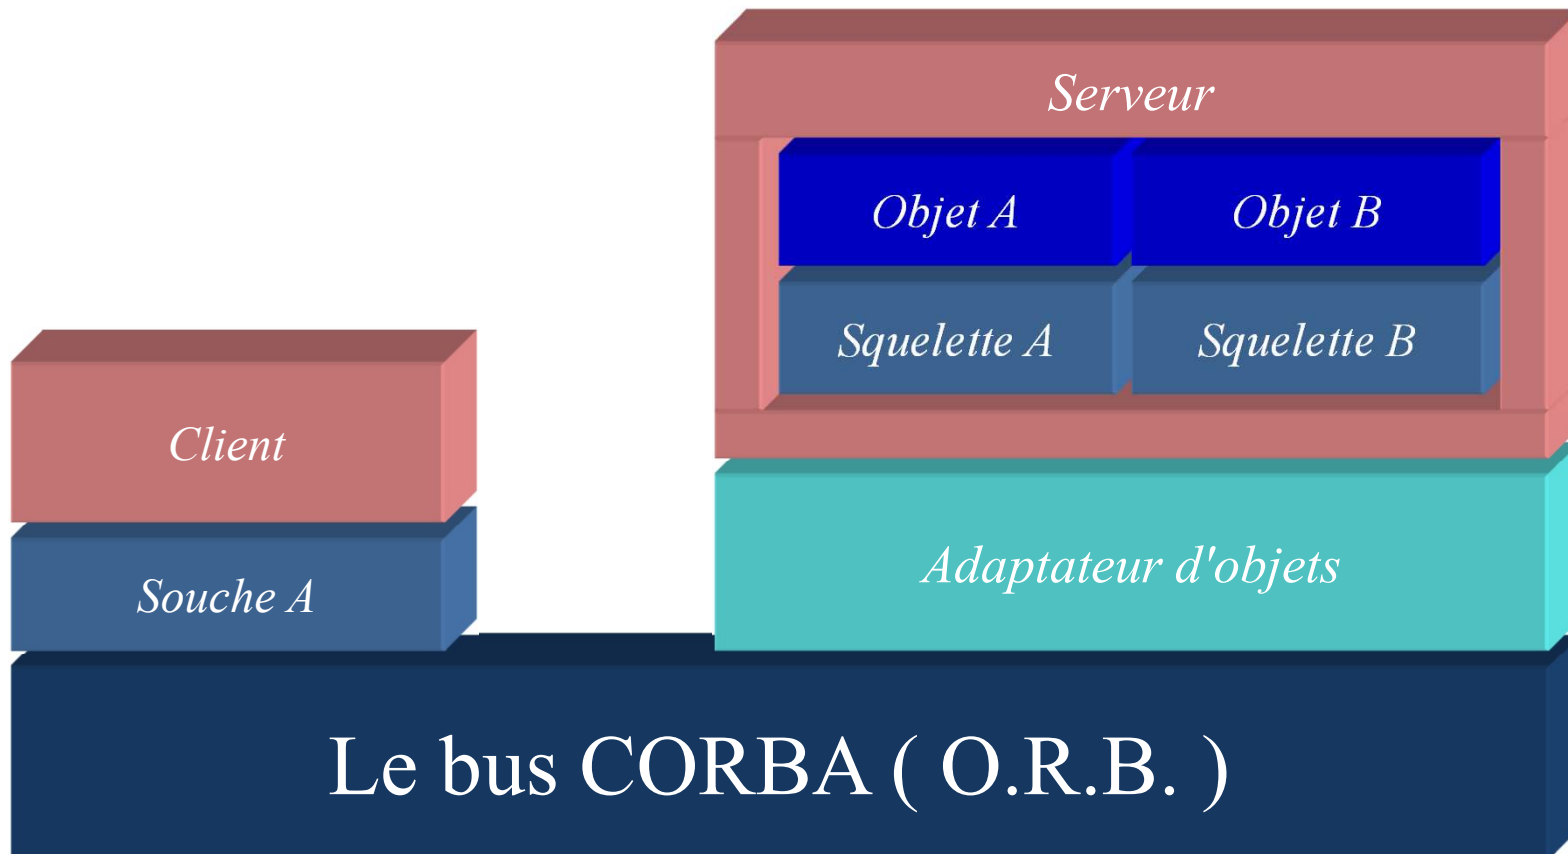 Serveur
Objet A
Objet B
Squelette A
Squelette B
Client
Souche A
Adaptateur d'objets
Le bus CORBA ( O.R.B. )